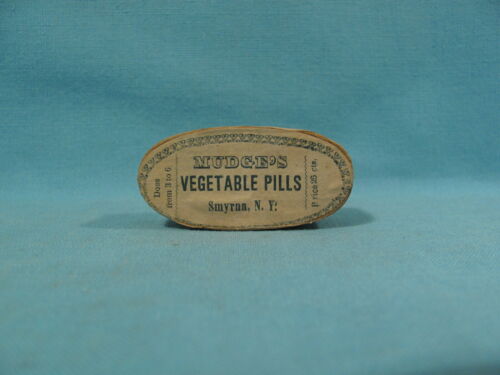 MUDGE'S
VEGETABLE PILLS
Smyrna, N. Y.
Dose
from 3 to 6
Price 25 cts.